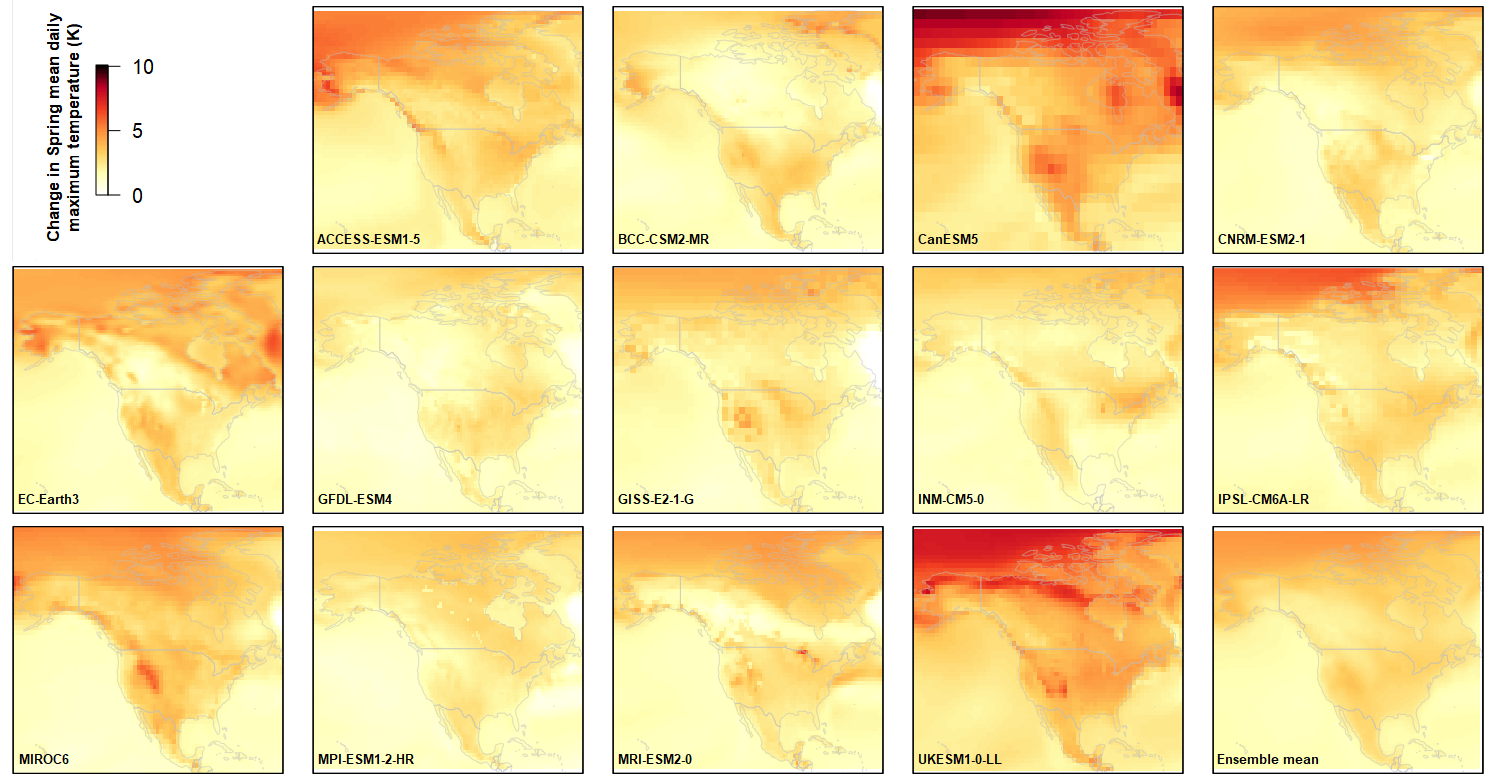 Change in Spring mean daily
maximum temperature (K)
10
5
0
ACCESS-ESM1-5
BCC-CSM2-MR
CanESM5
CNRM-ESM2-1
EC-Earth3
GFDL-ESM4
GISS-E2-1-G
INM-CM5-0
IPSL-CM6A-LR
MIROC6
MPI-ESM1-2-HR
MRI-ESM2-0
UKESM1-0-LL
Ensemble mean